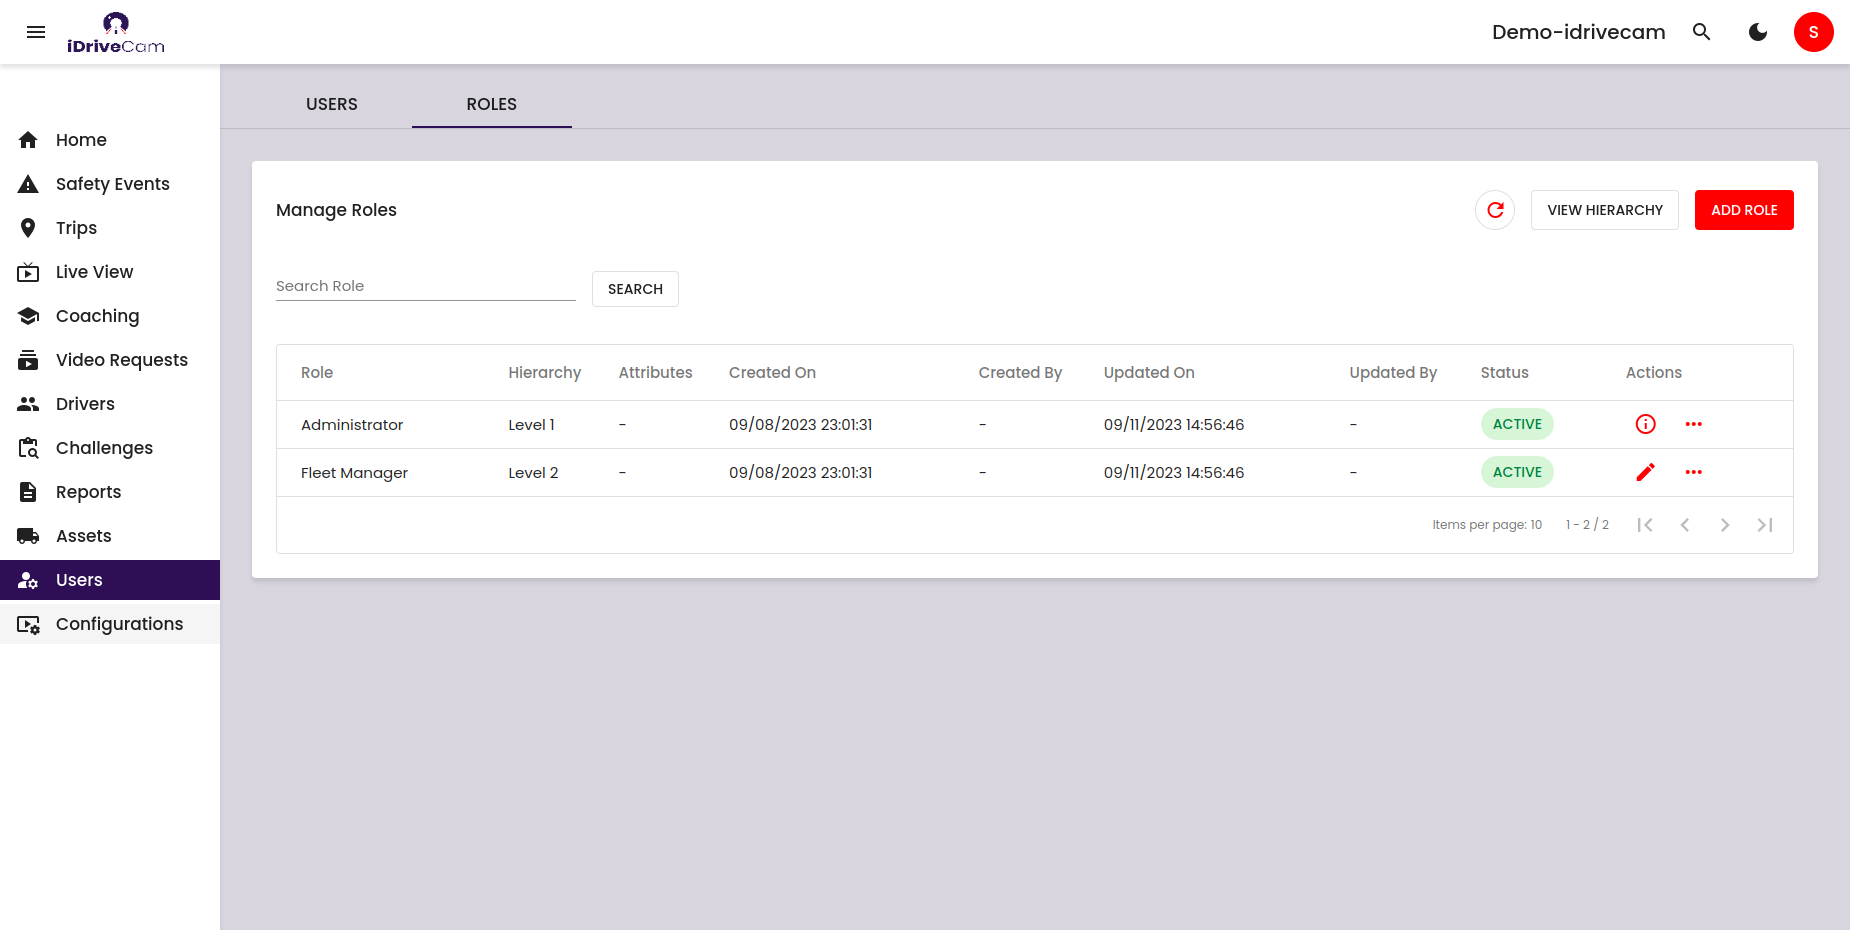 iDriveCam
Demo-idrivecam
S
USERS ROLES
Home
Safety Events
Trips
Live View
Coaching
Video Requests
Drivers
Challenges
Reports
Assets
Users
Configurations
Manage Roles
VIEW HIERARCHY
ADD ROLE
Search Role
SEARCH
Role Hierarchy Attributes Created On Created By Updated On Updated By Status Actions
Administrator Level 1 - 09/08/2023 23:01:31 - 09/11/2023 14:56:46 - ACTIVE
Fleet Manager Level 2 - 09/08/2023 23:01:31 - 09/11/2023 14:56:46 - ACTIVE
Items per page: 10 1 - 2 / 2